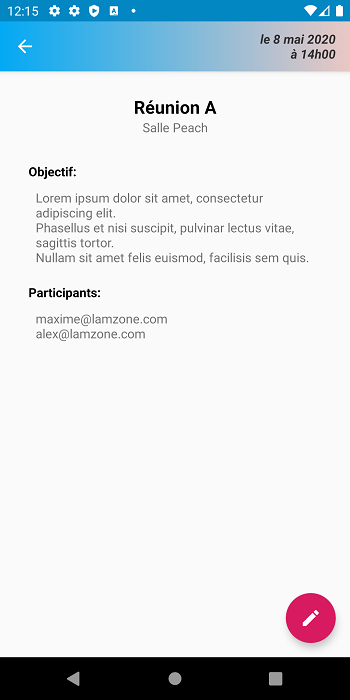 12:15
le 8 mai 2020
à 14h00
Réunion A
Salle Peach
Objectif:
Lorem ipsum dolor sit amet, consectetur
adipiscing elit.
Phasellus et nisi suscipit, pulvinar lectus vitae,
sagittis tortor.
Nullam sit amet felis euismod, facilisis sem quis.
Participants:
maxime@lamzone.com
alex@lamzone.com